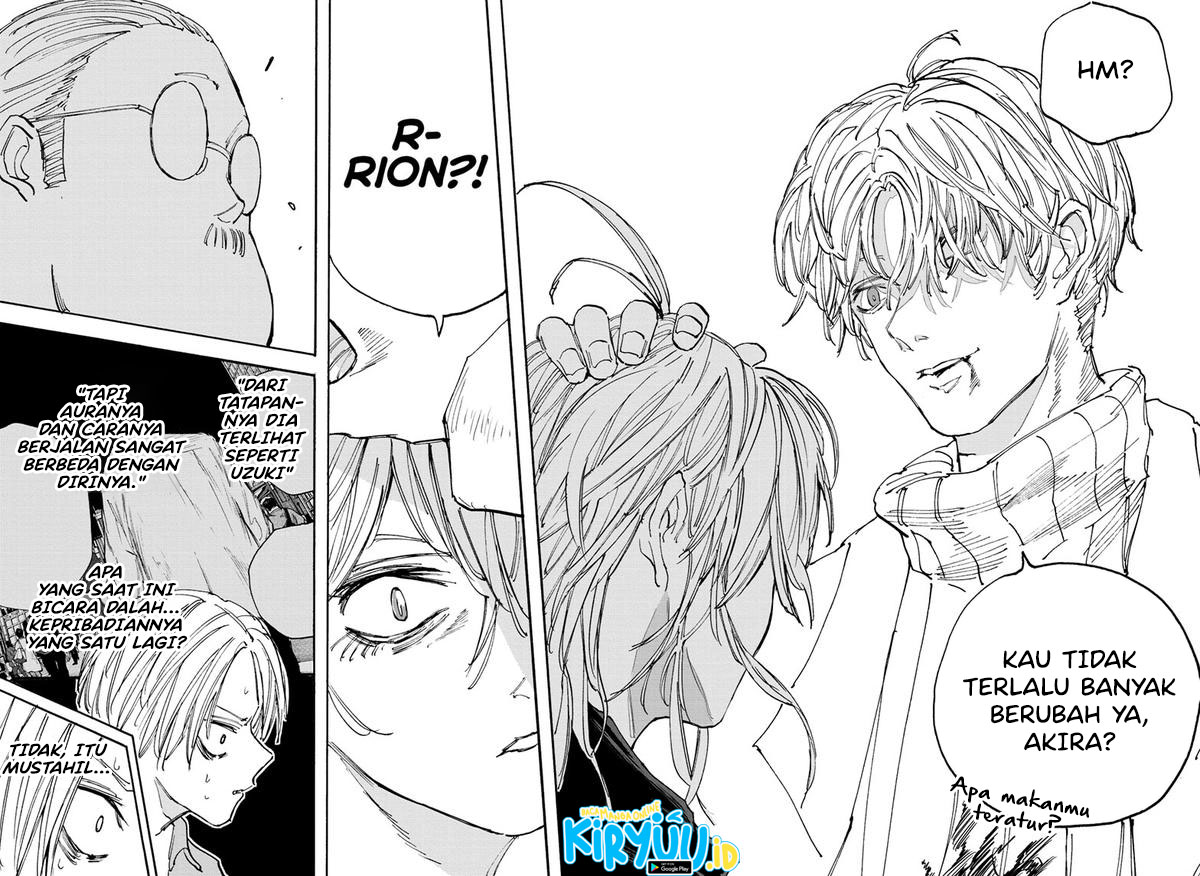 HM?
KAU TIDAK
TERLALU BANYAK
BERUBAH YA,
AKIRA?
Apa makanmu
teratur?
R-
RION?!
"DARI
TATAPAN-
NYA DIA
TERLIHAT
SEPERTI
UZUKI"
"TAPI
AURANYA
DAN CARANYA
BERJALAN SANGAT
BERBEDA DENGAN
DIRINYA."
APA
YANG SAAT INI
BICARA DALAH...
KEPRIBADIANNYA
YANG SATU LAGI?
TIDAK, ITU
MUSTAHIL...
KIRYUU.id
Google Play